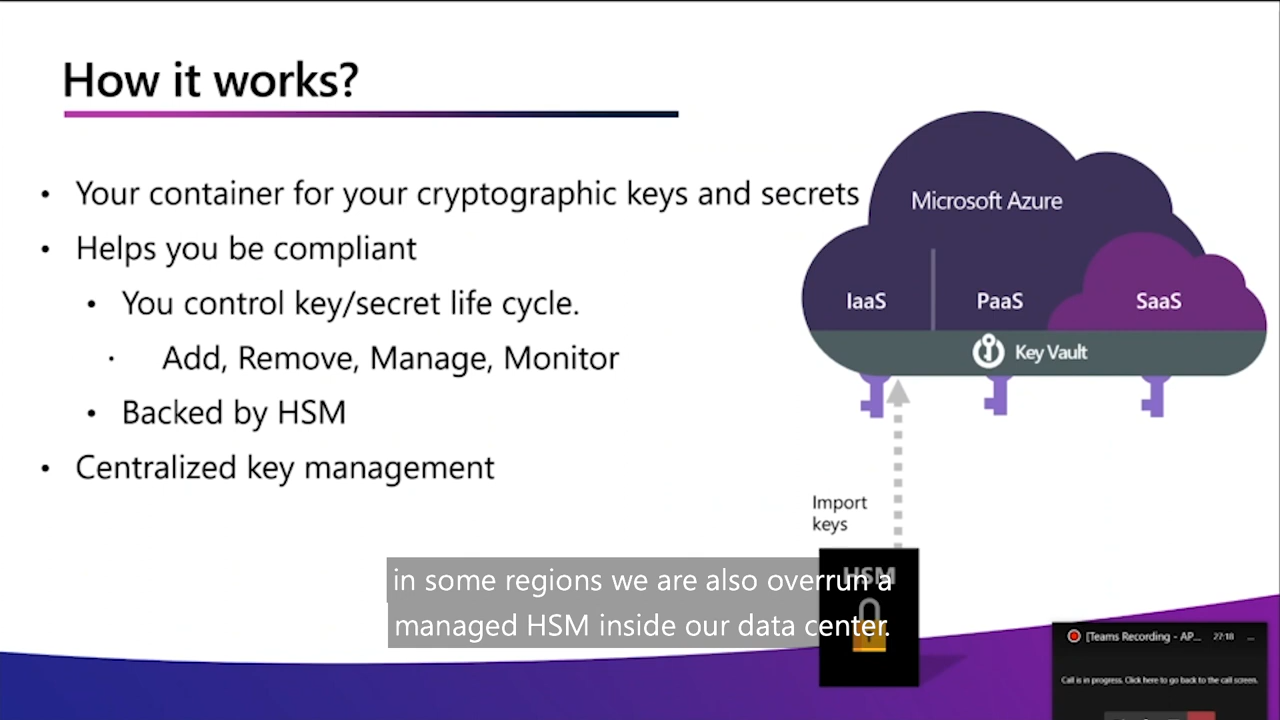 How it works?
• Your container for your cryptographic keys and secrets
• Helps you be compliant
• You control key/secret life cycle.
· Add, Remove, Manage, Monitor
• Backed by HSM
• Centralized key management
Microsoft Azure
IaaS
PaaS
SaaS
Key Vault
Import
keys
HSM
in some regions we are also overrun a
managed HSM inside our data center.
[Teams Recording - AP... 27:18 ...
Call is in progress. Click here to go back to the call screen.